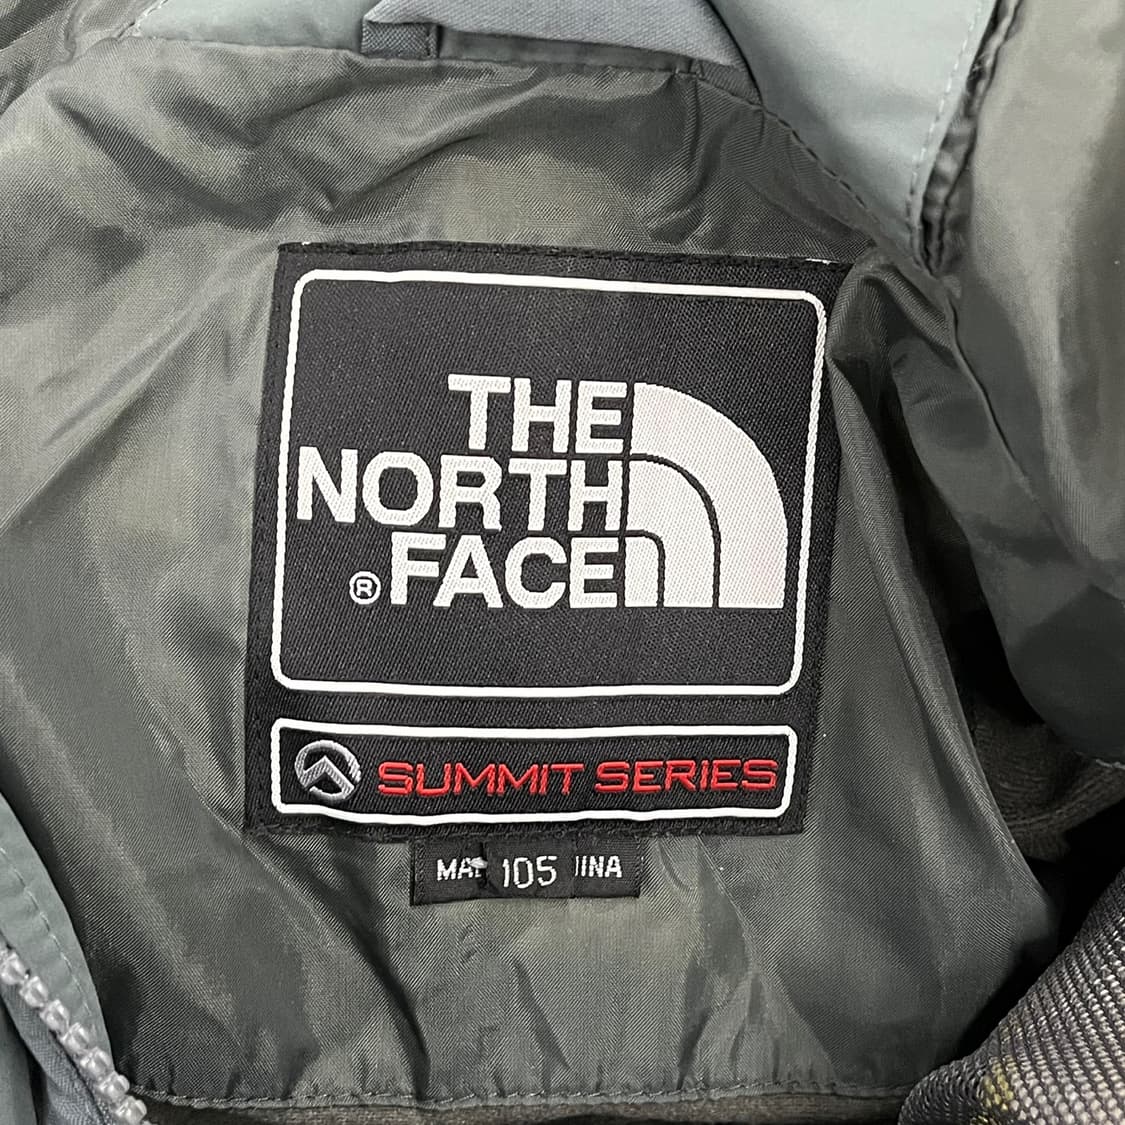 THE
NORTH
®FACE
SUMMIT SERIES
105